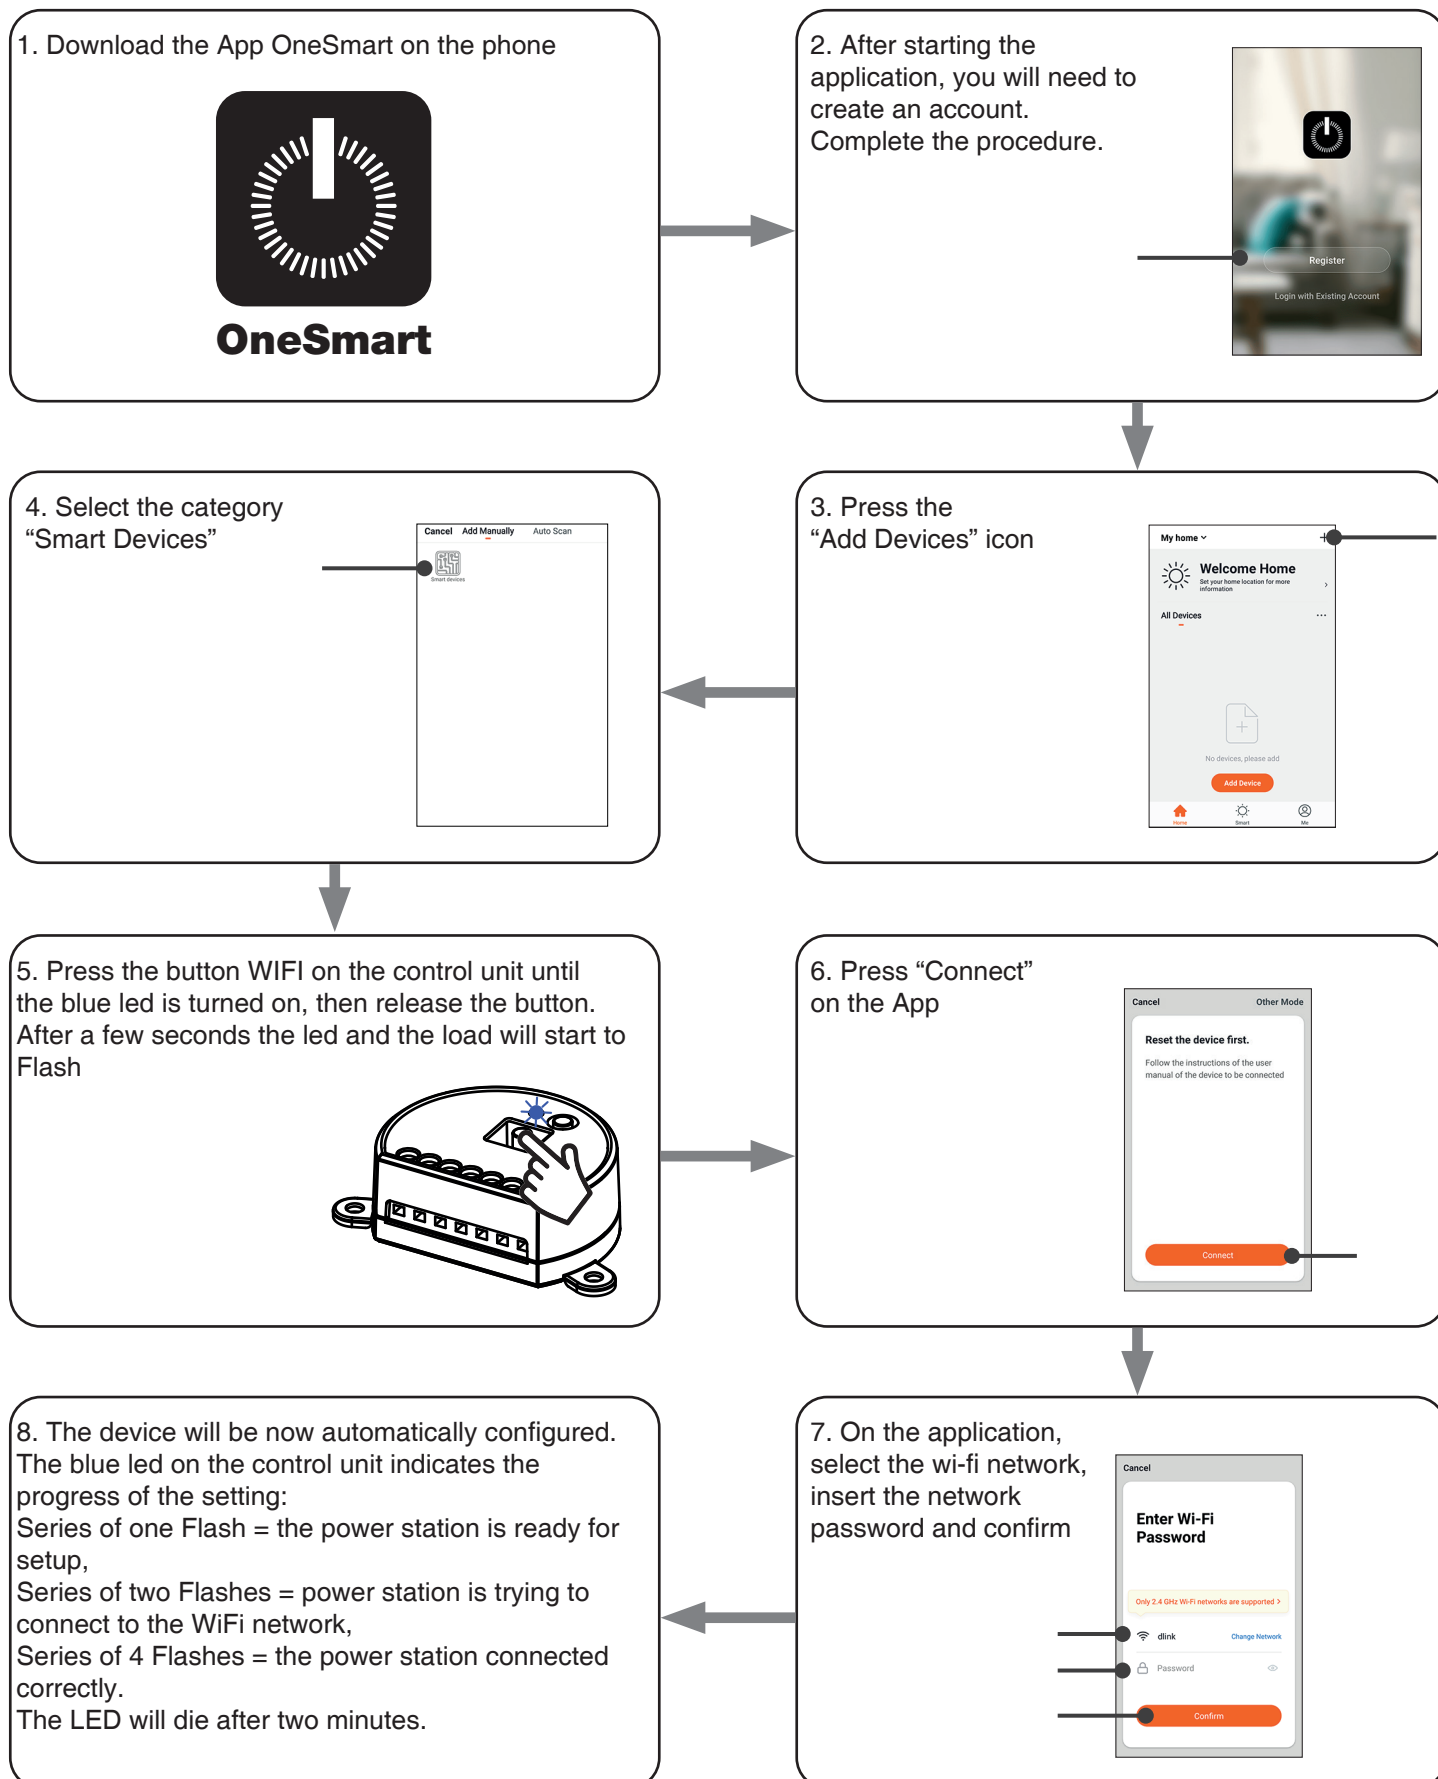 1. Download the App OneSmart on the phone
OneSmart
2. After starting the
application, you will need to
create an account.
Complete the procedure.
Register
Login with Existing Account
3. Press the
“Add Devices” icon
My home
+
Welcome Home
Set your home location for more
information
>
All Devices
...
No devices, please add
Add Device
Home
Smart
Me
4. Select the category
“Smart Devices”
Cancel Add Manually Auto Scan
Smart devices
5. Press the button WIFI on the control unit until
the blue led is turned on, then release the button.
After a few seconds the led and the load will start to
Flash
6. Press “Connect”
on the App
Cancel Other Mode
Reset the device first.
Follow the instructions of the user
manual of the device to be connected
Connect
7. On the application,
select the wi-fi network,
insert the network
password and confirm
Cancel
Enter Wi-Fi
Password
Only 2.4 GHz Wi-Fi networks are supported >
dlink Change Network
Password
Confirm
8. The device will be now automatically configured.
The blue led on the control unit indicates the
progress of the setting:
Series of one Flash = the power station is ready for
setup,
Series of two Flashes = power station is trying to
connect to the WiFi network,
Series of 4 Flashes = the power station connected
correctly.
The LED will die after two minutes.